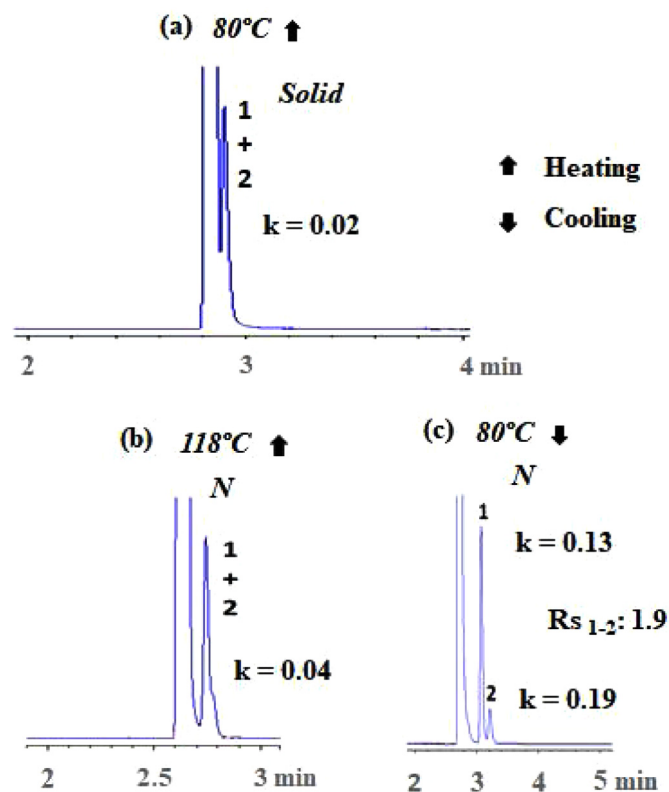 (a) 80°C
Solid
1
+
2
k = 0.02
Heating
Cooling
2 3 4 min
(b) 118°C
N
1
+
2
k = 0.04
2 2.5 3 min
(c) 80°C
N
1
k = 0.13
Rs 1-2: 1.9
2
k = 0.19
2 3 4 5 min